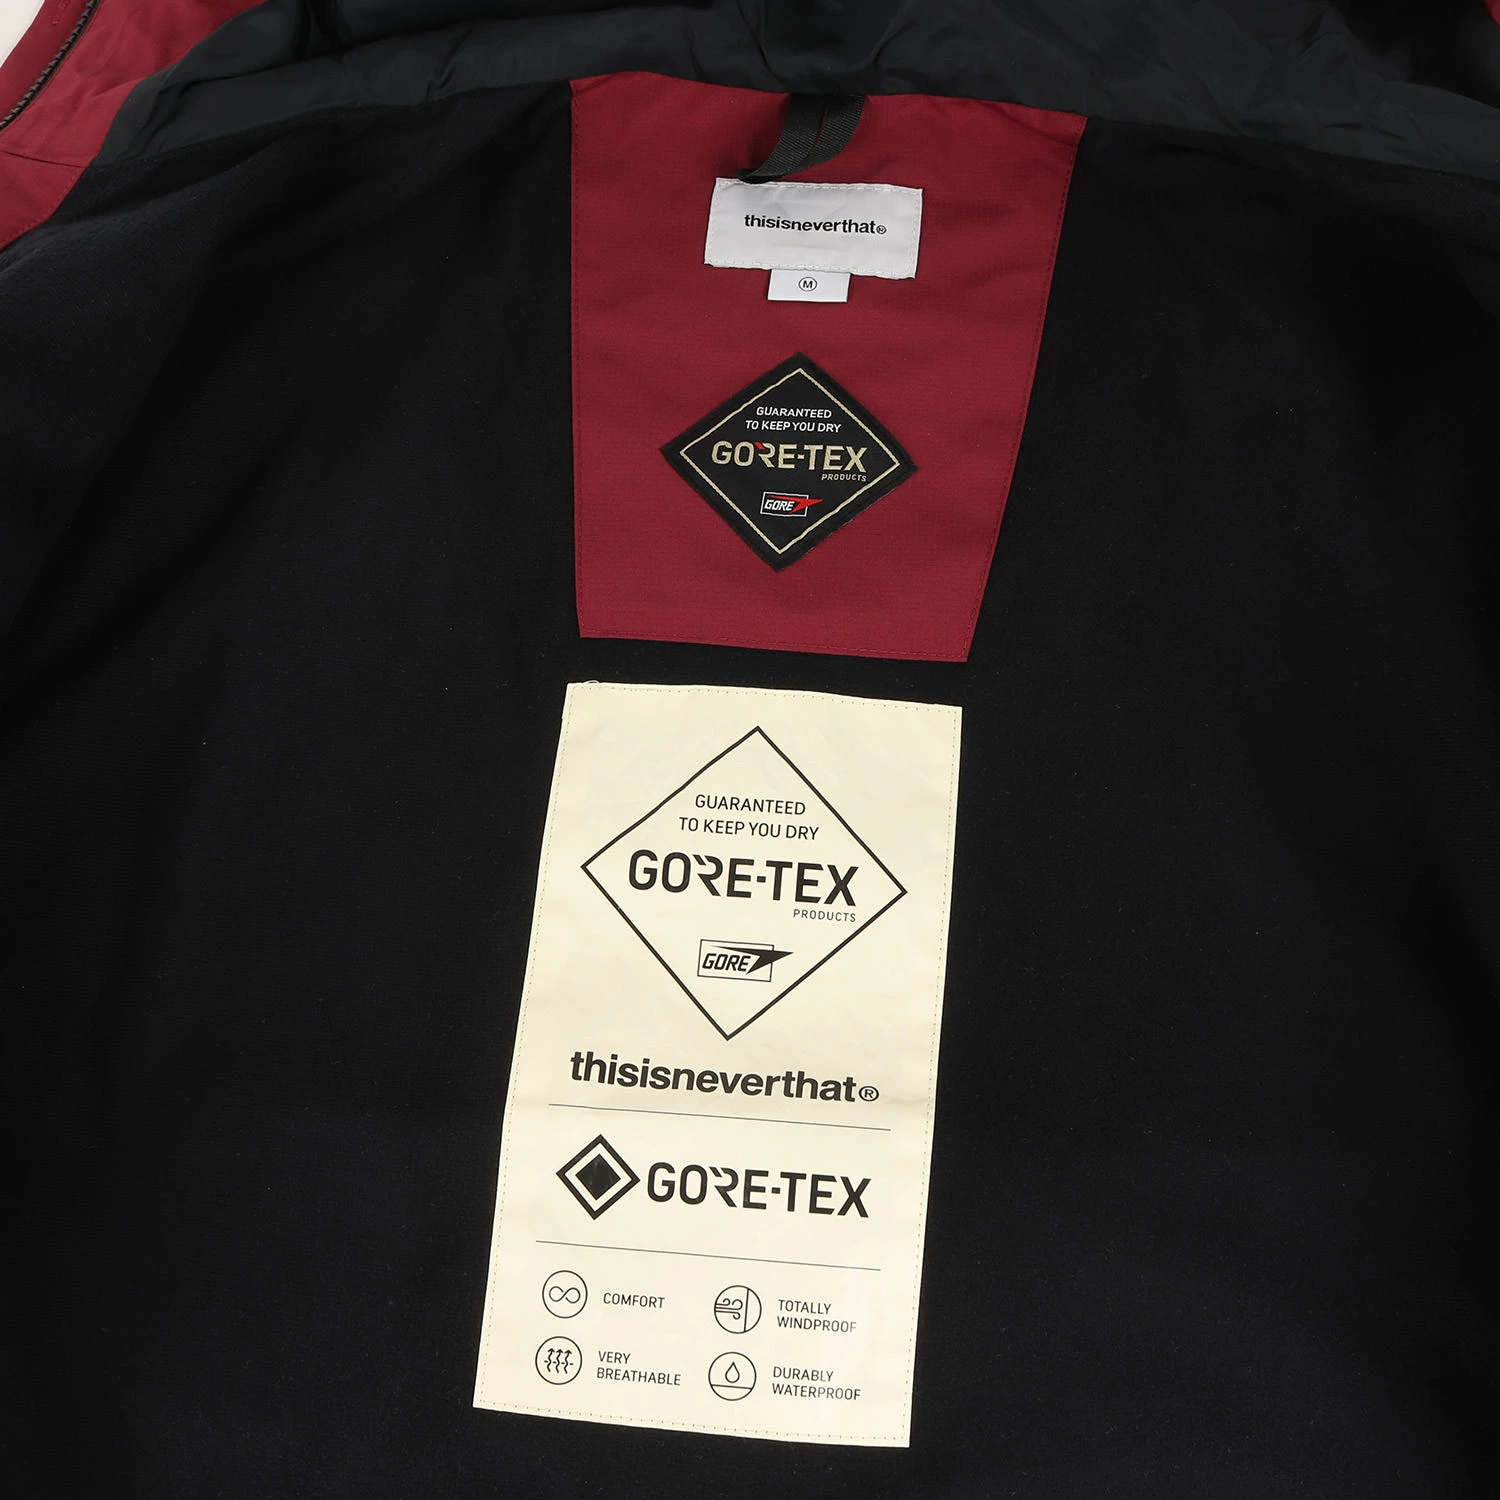 thisisneverthat®
M
GUARANTEED
TO KEEP YOU DRY
GORE-TEX
PRODUCTS
GORE
GUARANTEED
TO KEEP YOU DRY
GORE-TEX
PRODUCTS
GORE
thisisneverthat®
GORE-TEX
COMFORT
TOTALLY
WINDPROOF
VERY
BREATHABLE
DURABLY
WATERPROOF